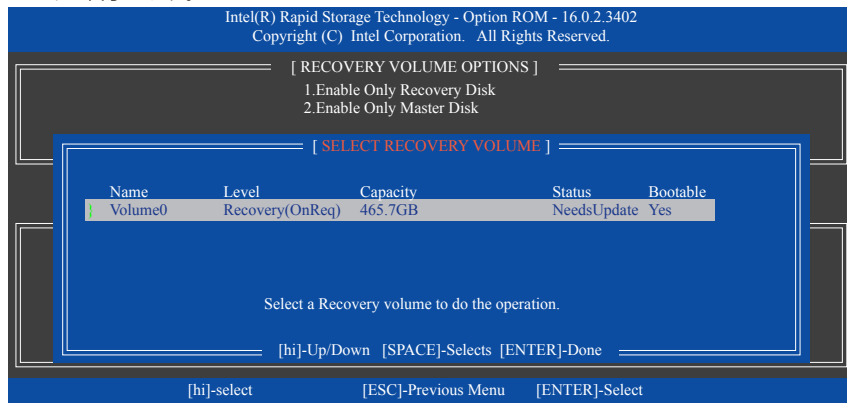 Intel(R) Rapid Storage Technology - Option ROM - 16.0.2.3402
Copyright (C) Intel Corporation. All Rights Reserved.
[ RECOVERY VOLUME OPTIONS ]
1.Enable Only Recovery Disk
2.Enable Only Master Disk
[ SELECT RECOVERY VOLUME ]
Name Level Capacity Status Bootable
Volume0 Recovery(OnReq) 465.7GB NeedsUpdate Yes
Select a Recovery volume to do the operation.
[hi]-Up/Down [SPACE]-Selects [ENTER]-Done
[hi]-select [ESC]-Previous Menu [ENTER]-Select